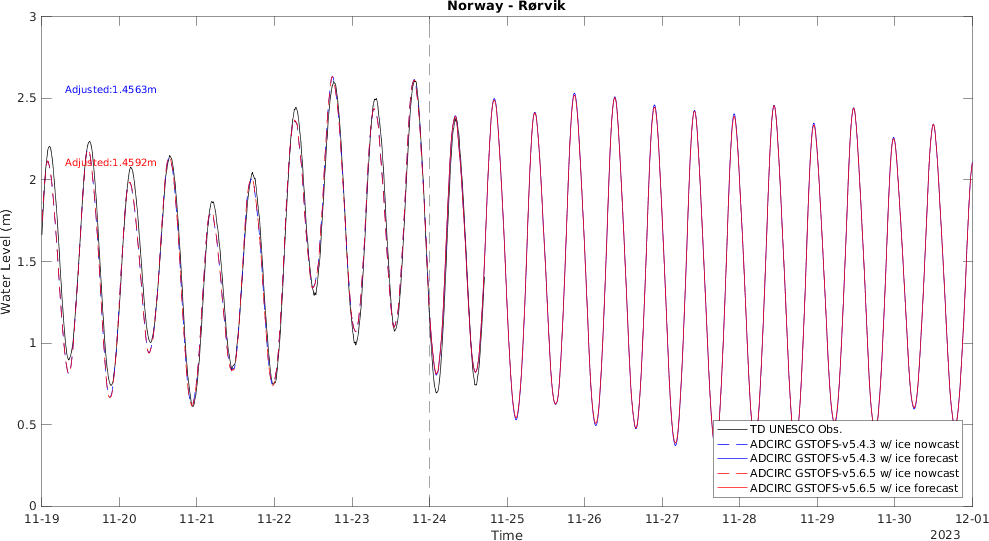 Norway - Rørvik
3
2.5
2
1.5
1
0.5
0
Water Level (m)
Adjusted:1.4563m
Adjusted:1.4592m
TD UNESCO Obs.
ADCIRC GSTOFS-v5.4.3 w/ ice nowcast
ADCIRC GSTOFS-v5.4.3 w/ ice forecast
ADCIRC GSTOFS-v5.6.5 w/ ice nowcast
ADCIRC GSTOFS-v5.6.5 w/ ice forecast
11-19 11-20 11-21 11-22 11-23 11-24 11-25 11-26 11-27 11-28 11-29 11-30 12-01
Time
2023